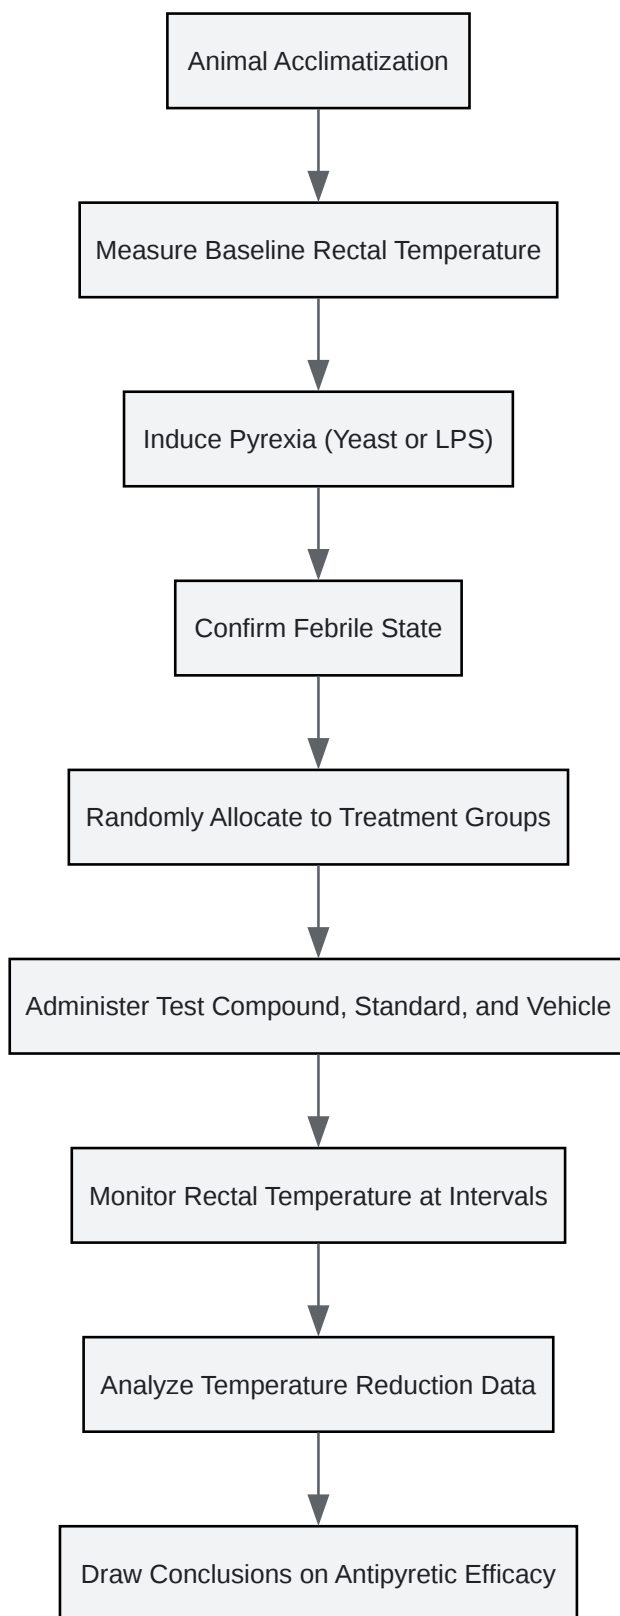 Animal Acclimatization
Measure Baseline Rectal Temperature
Induce Pyrexia (Yeast or LPS)
Confirm Febrile State
Randomly Allocate to Treatment Groups
Administer Test Compound, Standard, and Vehicle
Monitor Rectal Temperature at Intervals
Analyze Temperature Reduction Data
Draw Conclusions on Antipyretic Efficacy